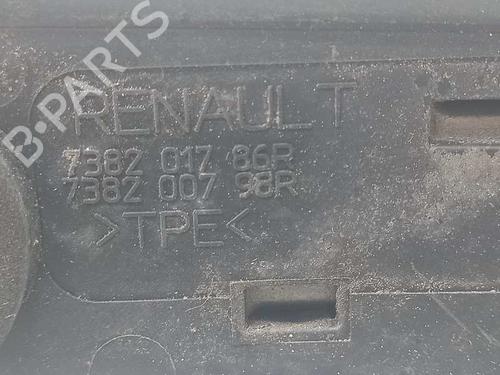 B-PARTS
RENAULT
7382 017 86R
7382 007 98R
>TPE<